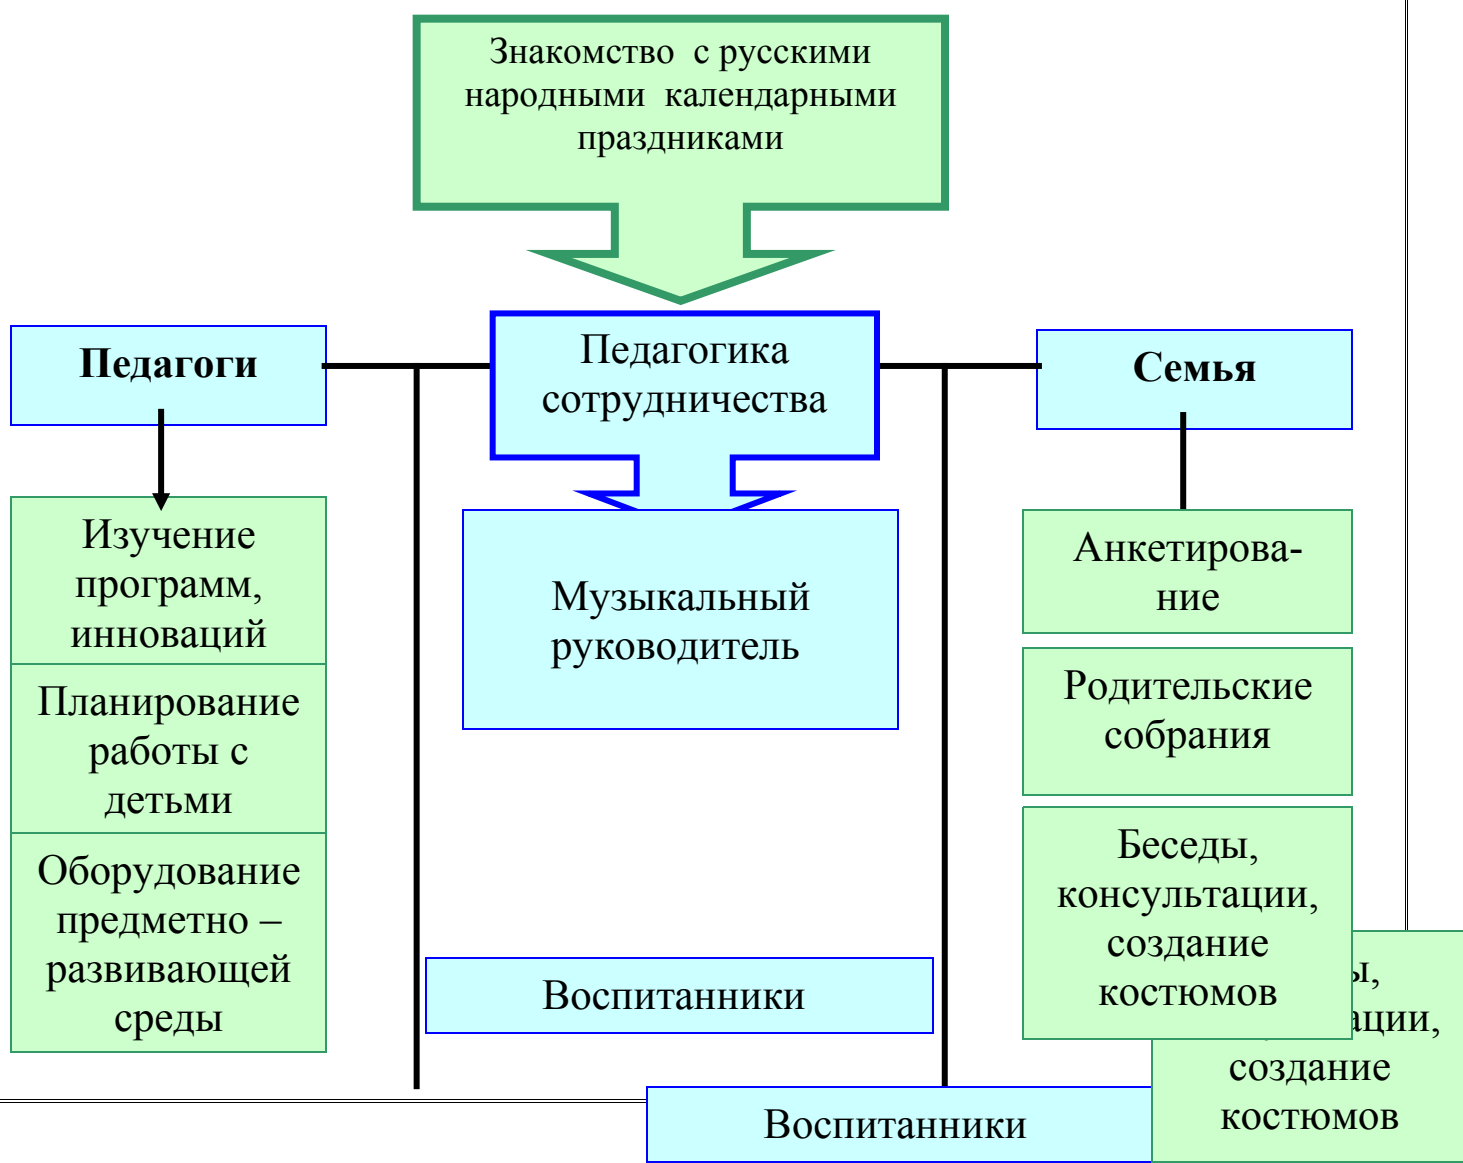 Знакомство с русскими
народными календарными
праздниками
Педагоги
Педагогика
сотрудничества
Семья
Изучение
программ,
инноваций
Планирование
работы с
детьми
Оборудование
предметно –
развивающей
среды
Музыкальный
руководитель
Анкетирова-
ние
Родительские
собрания
Беседы,
консультации,
создание
костюмов
Воспитанники
создание
костюмов
Воспитанники